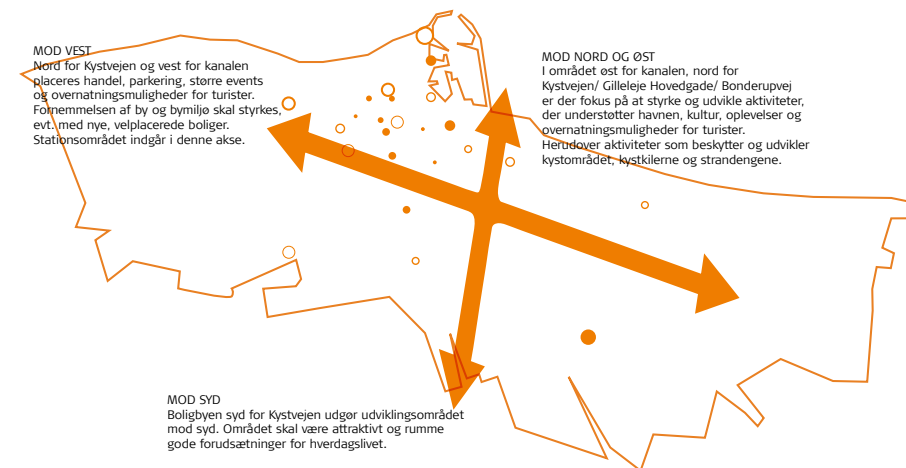 MOD VEST
Nord for Kystvejen og vest for kanalen
placeres handel, parkering, større events
og overnatningsmuligheder for turister.
Fornemmelsen af by og bymiljø skal styrkes,
evt. med nye, velplacerede boliger.
Stationsområdet indgår i denne akse.
MOD NORD OG ØST
I området øst for kanalen, nord for
Kystvejen/ Gilleleje Hovedgade/ Bonderupvej
er der fokus på at styrke og udvikle aktiviteter,
der understøtter havnen, kultur, oplevelser og
overnatningsmuligheder for turister.
Herudover aktiviteter som beskytter og udvikler
kystområdet, kystkilerne og strandengene.
MOD SYD
Boligbyen syd for Kystvejen udgør udviklingsområdet
mod syd. Området skal være attraktivt og rumme
gode forudsætninger for hverdagslivet.